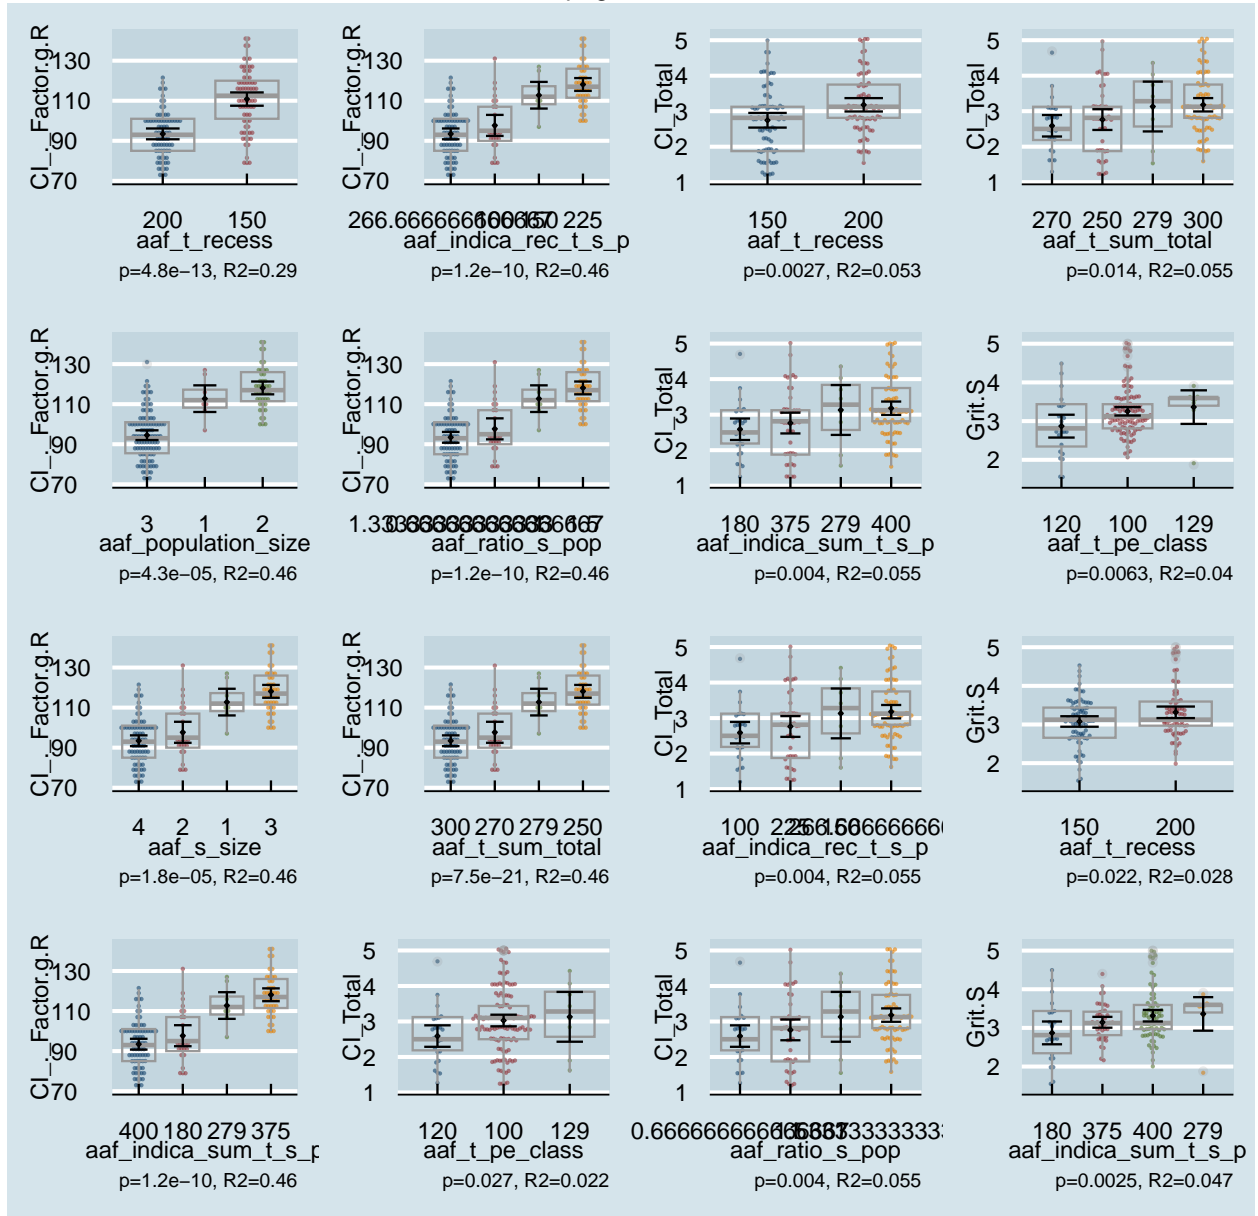 CI_.Factor.g.R
130
110
90
70
200 150
aaf_t_recess
p=4.8e-13, R2=0.29
CI_.Factor.g.R
130
110
90
70
225
aaf_indica_rec_t_s_p
p=1.2e-10, R2=0.46
CI_Total
5
4
3
2
1
150 200
aaf_t_recess
p=0.0027, R2=0.053
CI_Total
5
4
3
2
1
270 250 279 300
aaf_t_sum_total
p=0.014, R2=0.055
CI_.Factor.g.R
130
110
90
70
3 1 2
aaf_population_size
p=4.3e-05, R2=0.46
CI_.Factor.g.R
130
110
90
70
aaf_ratio_s_pop
p=1.2e-10, R2=0.46
CI_Total
5
4
3
2
1
180 375 279 400
aaf_indica_sum_t_s_p
p=0.004, R2=0.055
Grit.S
5
4
3
2
120 100 129
aaf_t_pe_class
p=0.0063, R2=0.04
CI_.Factor.g.R
130
110
90
70
4 2 1 3
aaf_s_size
p=1.8e-05, R2=0.46
CI_.Factor.g.R
130
110
90
70
300 270 279 250
aaf_t_sum_total
p=7.5e-21, R2=0.46
CI_Total
5
4
3
2
1
100
aaf_indica_rec_t_s_p
p=0.004, R2=0.055
Grit.S
5
4
3
2
150 200
aaf_t_recess
p=0.022, R2=0.028
CI_.Factor.g.R
130
110
90
70
400 180 279 375
aaf_indica_sum_t_s_p
p=1.2e-10, R2=0.46
CI_Total
5
4
3
2
1
120 100 129
aaf_t_pe_class
p=0.027, R2=0.022
CI_Total
5
4
3
2
1
aaf_ratio_s_pop
p=0.004, R2=0.055
Grit.S
5
4
3
2
180 375 400 279
aaf_indica_sum_t_s_p
p=0.0025, R2=0.047